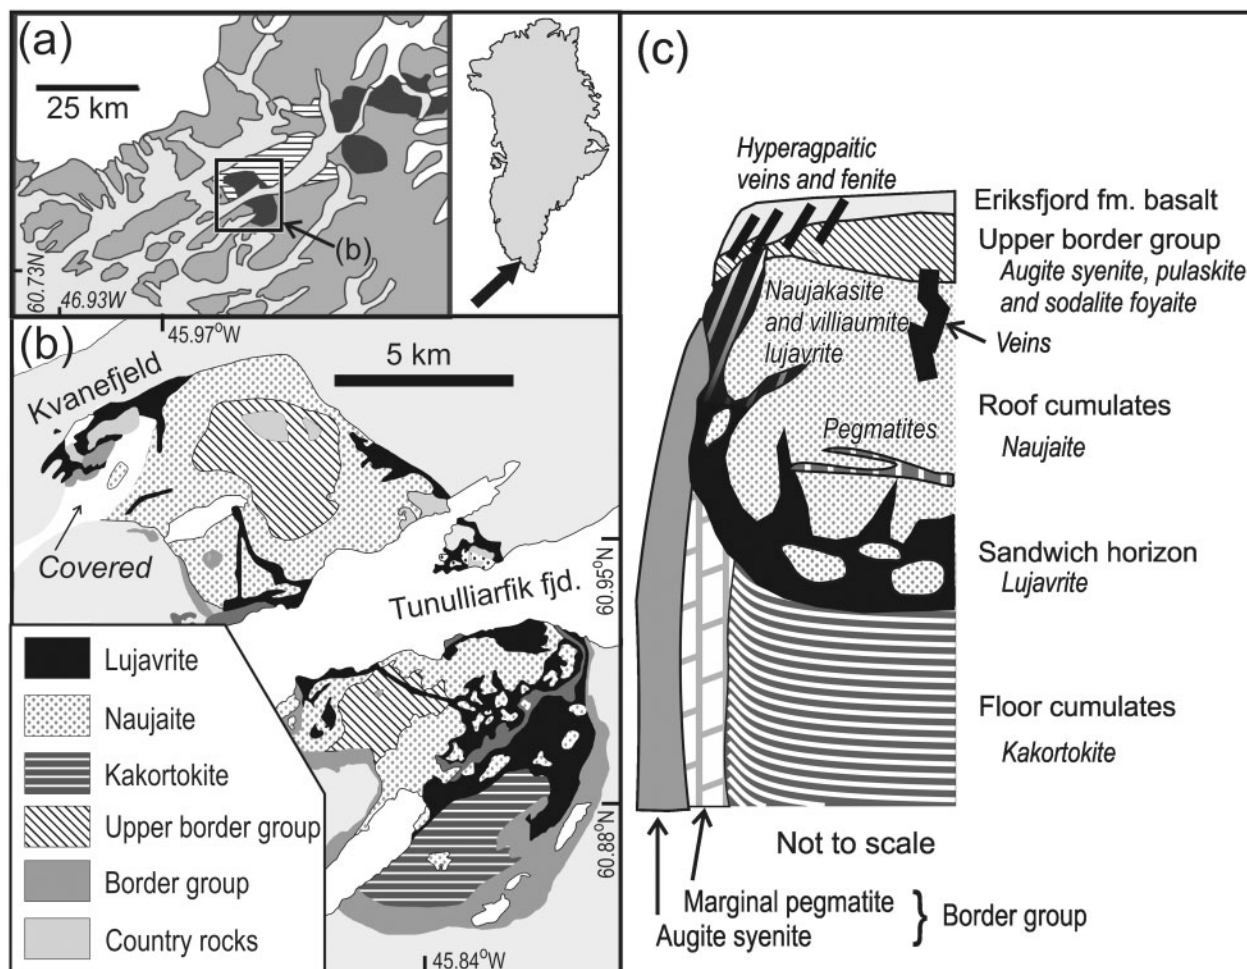 (a)
25 km
(b)
60.73N
46.93W
(b)
45.97°W
5 km
Kvanefjeld
Covered
Tunulliarfik fjd.
60.95°N
60.88°N
45.84°W
Lujavrite
Naujaite
Kakortokite
Upper border group
Border group
Country rocks
(c)
Hyperagpaitic
veins and fenite
Eriksfjord fm. basalt
Upper border group
Augite syenite, pulaskite
and sodalite foyaite
Naujakasite
and villiaumite
lujavrite
Veins
Roof cumulates
Naujaite
Pegmatites
Sandwich horizon
Lujavrite
Floor cumulates
Kakortokite
Not to scale
Marginal pegmatite
Augite syenite
} Border group